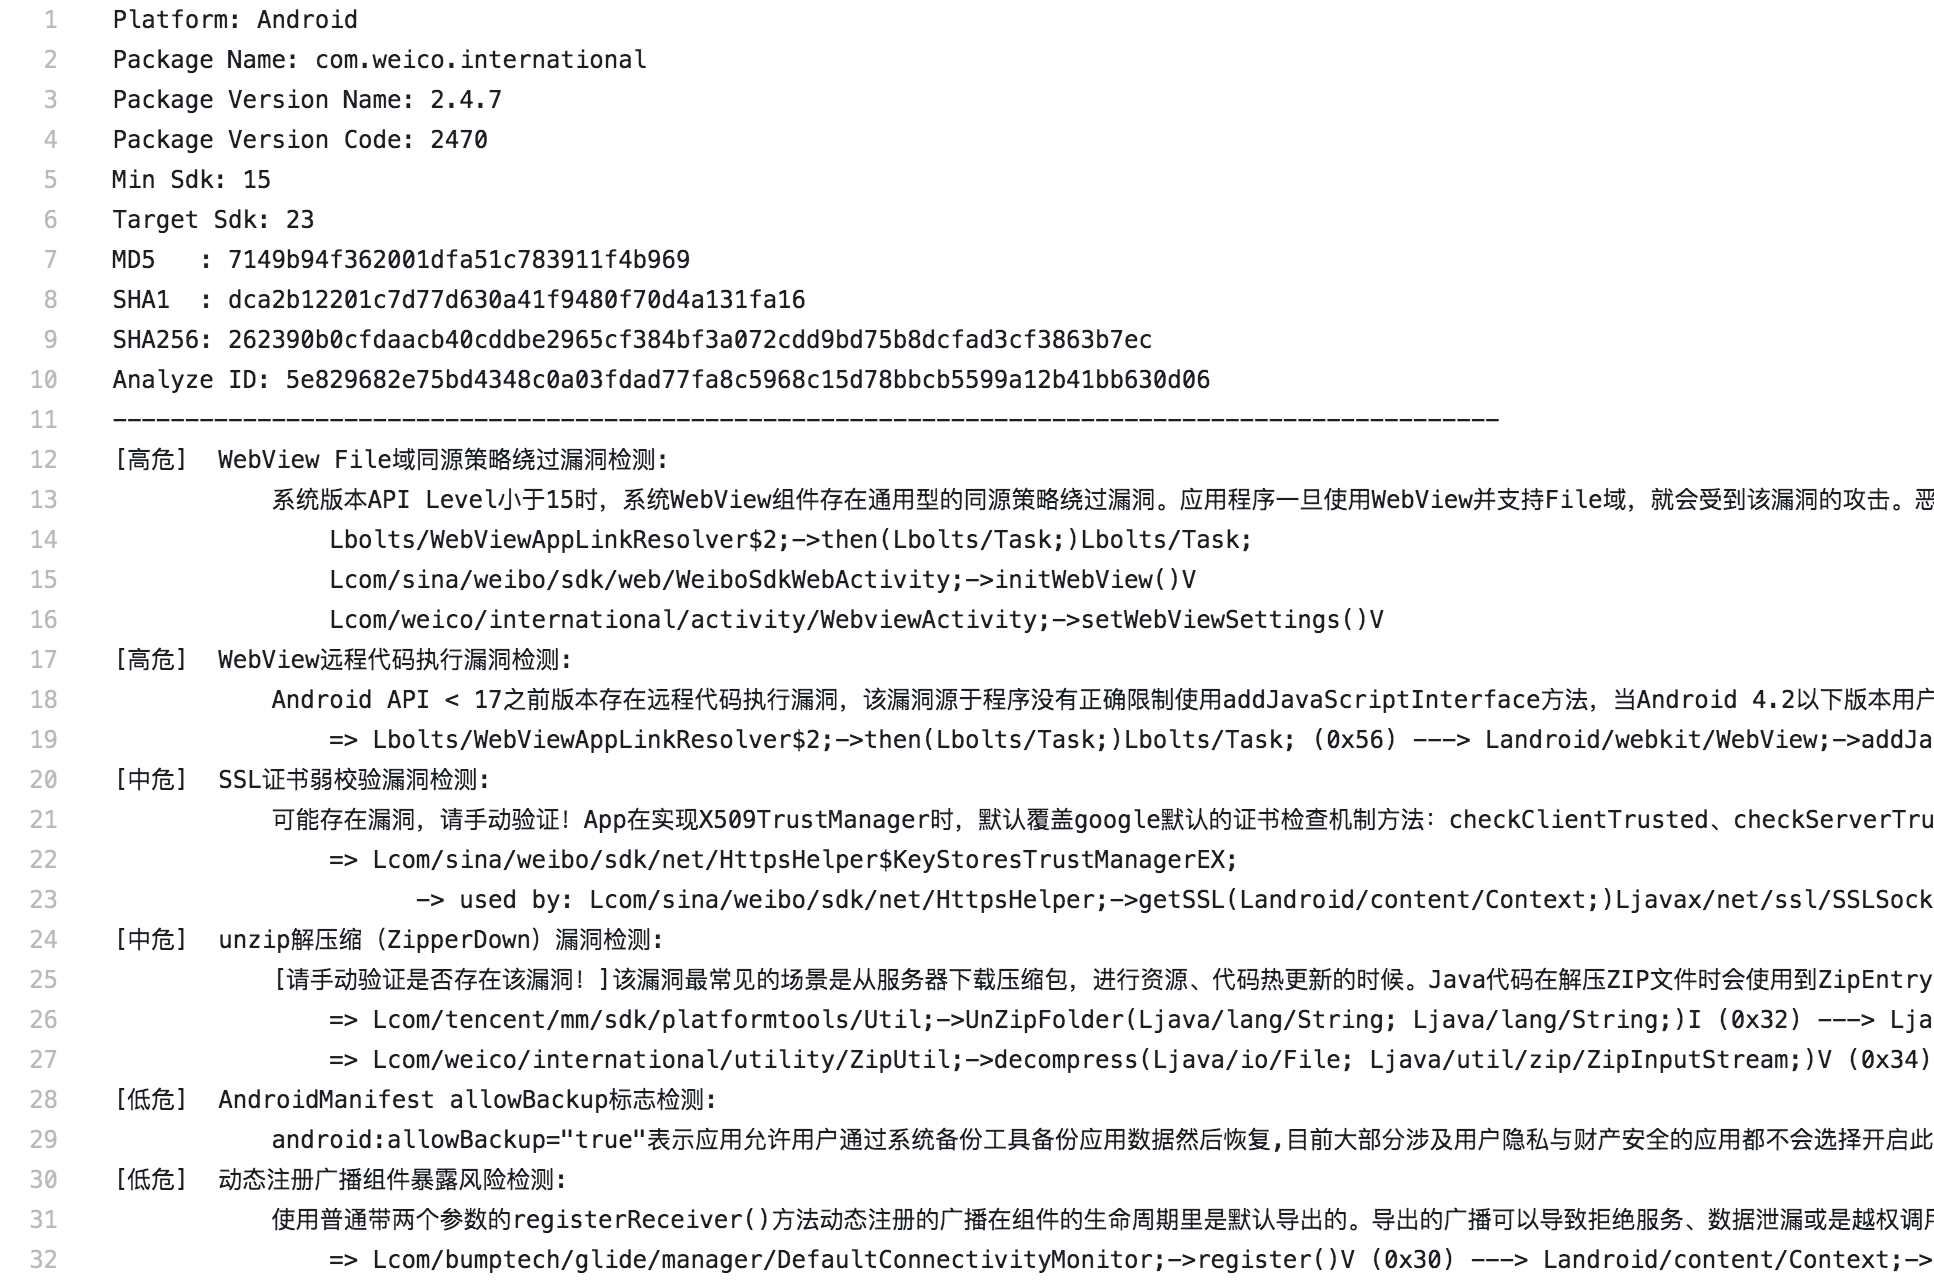 1 Platform: Android
2 Package Name: com.weico.international
3 Package Version Name: 2.4.7
4 Package Version Code: 2470
5 Min Sdk: 15
6 Target Sdk: 23
7 MD5   : 7149b94f362001dfa51c783911f4b969
8 SHA1  : dca2b12201c7d77d630a41f9480f70d4a131fa16
9 SHA256: 262390b0cfdaacb40cddbe2965cf384bf3a072cdd9bd75b8dcfad3cf3863b7ec
10 Analyze ID: 5e829682e75bd4348c0a03fdad77fa8c5968c15d78bbcb5599a12b41bb630d06
11 ------------------------------------------------------------------------------------------------
12 [高危]  WebView File域同源策略绕过漏洞检测:
13 系统版本API Level小于15时，系统WebView组件存在通用型的同源策略绕过漏洞。应用程序一旦使用WebView并支持File域，就会受到该漏洞的攻击。恶
14 Lbolts/WebViewAppLinkResolver$2;->then(Lbolts/Task;)Lbolts/Task;
15 Lcom/sina/weibo/sdk/web/WeiboSdkWebActivity;->initWebView()V
16 Lcom/weico/international/activity/WebviewActivity;->setWebViewSettings()V
17 [高危]  WebView远程代码执行漏洞检测:
18 Android API < 17之前版本存在远程代码执行漏洞，该漏洞源于程序没有正确限制使用addJavaScriptInterface方法，当Android 4.2以下版本用户
19 => Lbolts/WebViewAppLinkResolver$2;->then(Lbolts/Task;)Lbolts/Task; (0x56) ---> Landroid/webkit/WebView;->addJa
20 [中危]  SSL证书弱校验漏洞检测:
21 可能存在漏洞，请手动验证！App在实现X509TrustManager时，默认覆盖google默认的证书检查机制方法：checkClientTrusted、checkServerTru
22 => Lcom/sina/weibo/sdk/net/HttpsHelper$KeyStoresTrustManagerEX;
23 -> used by: Lcom/sina/weibo/sdk/net/HttpsHelper;->getSSL(Landroid/content/Context;)Ljavax/net/ssl/SSLSock
24 [中危]  unzip解压缩（ZipperDown）漏洞检测:
25 [请手动验证是否存在该漏洞！]该漏洞最常见的场景是从服务器下载压缩包，进行资源、代码热更新的时候。Java代码在解压ZIP文件时会使用到ZipEntry
26 => Lcom/tencent/mm/sdk/platformtools/Util;->UnZipFolder(Ljava/lang/String; Ljava/lang/String;)I (0x32) ---> Lja
27 => Lcom/weico/international/utility/ZipUtil;->decompress(Ljava/io/File; Ljava/util/zip/ZipInputStream;)V (0x34)
28 [低危]  AndroidManifest allowBackup标志检测:
29 android:allowBackup="true"表示应用允许用户通过系统备份工具备份应用数据然后恢复,目前大部分涉及用户隐私与财产安全的应用都不会选择开启此
30 [低危]  动态注册广播组件暴露风险检测:
31 使用普通带两个参数的registerReceiver()方法动态注册的广播在组件的生命周期里是默认导出的。导出的广播可以导致拒绝服务、数据泄漏或是越权调用
32 => Lcom/bumptech/glide/manager/DefaultConnectivityMonitor;->register()V (0x30) ---> Landroid/content/Context;->